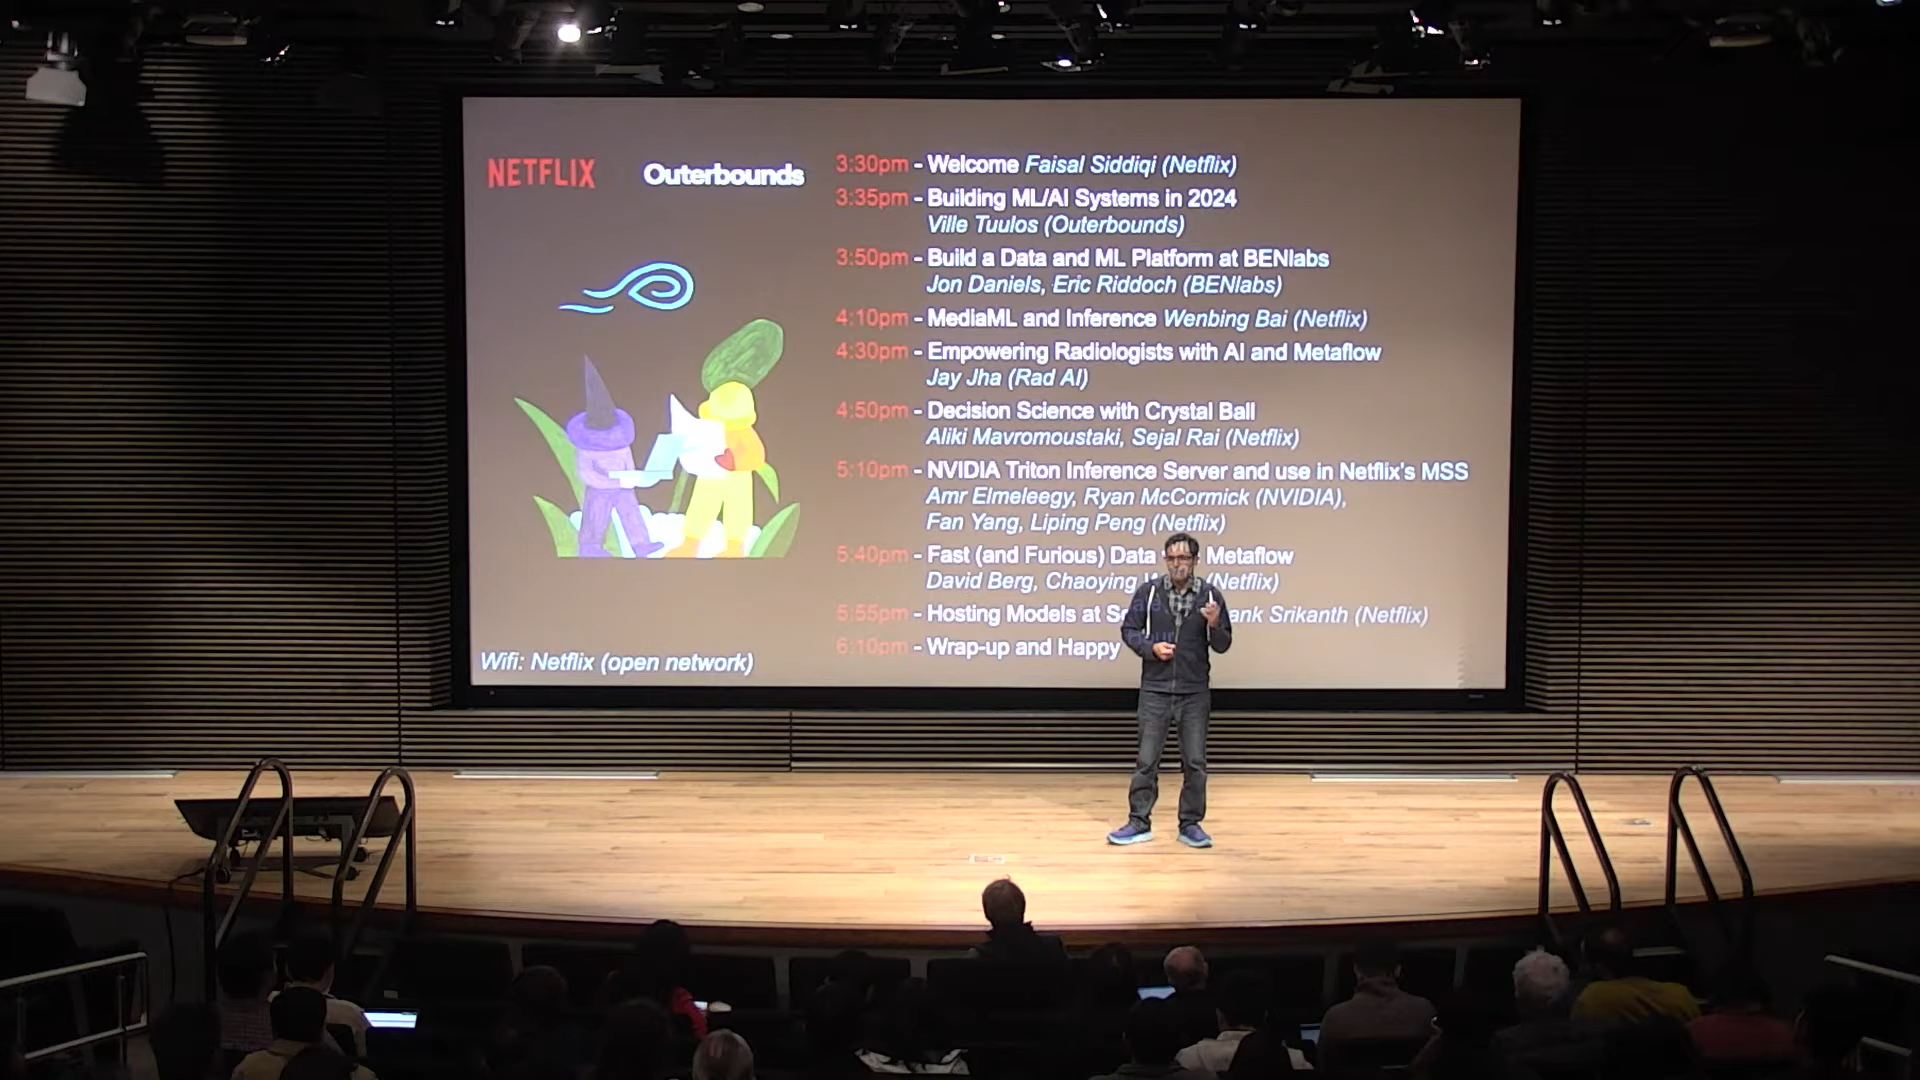 NETFLIX Outerbounds
3:30pm - Welcome Faisal Siddiqi (Netflix)
3:35pm - Building ML/AI Systems in 2024
Ville Tuulos (Outerbounds)
3:50pm - Build a Data and ML Platform at BENlabs
Jon Daniels, Eric Riddoch (BENlabs)
4:10pm - MediaML and Inference Wenbing Bai (Netflix)
4:30pm - Empowering Radiologists with AI and Metaflow
Jay Jha (Rad AI)
4:50pm - Decision Science with Crystal Ball
Aliki Mavromoustaki, Sejal Rai (Netflix)
5:10pm - NVIDIA Triton Inference Server and use in Netflix's MSS
Amr Elmeleegy, Ryan McCormick (NVIDIA),
Fan Yang, Liping Peng (Netflix)
5:40pm - Fast (and Furious) Data Metaflow
David Berg, Chaoying (Netflix)
5:55pm - Hosting Models at Srikanth (Netflix)
6:10pm - Wrap-up and Happy
Wifi: Netflix (open network)